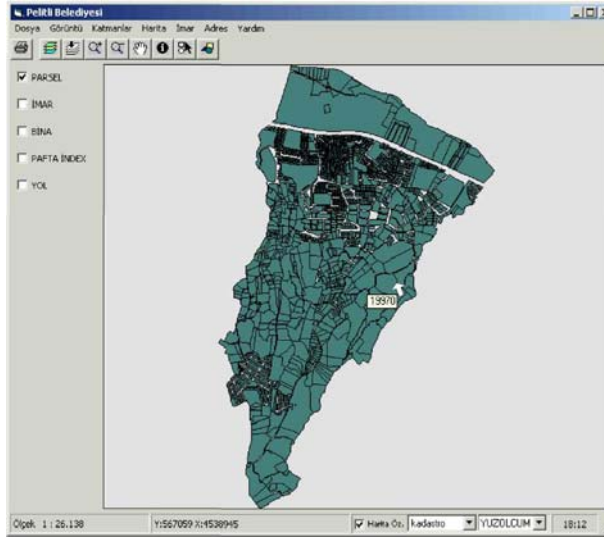 Pelitli Belediyesi
Dosya Görüntü Katmanlar Harita İmar Adres Yardım
PARSEL
İMAR
BİNA
PAFTA İNDEX
YOL
19970
Ölçek 1 : 26.138 Y:567059 X:4538945 Harita Öz. kadastro YUZOLCUM 18:12